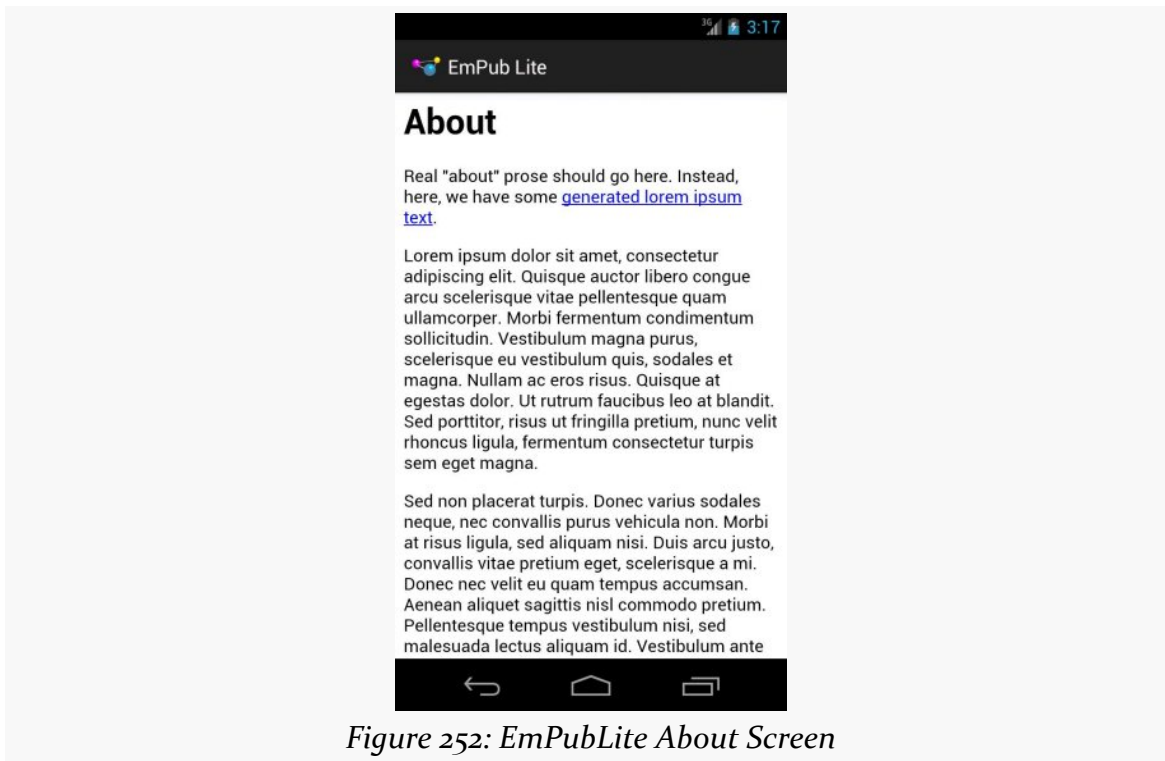 3G 3:17
EmPub Lite
About
Real "about" prose should go here. Instead,
here, we have some generated lorem ipsum
text.
Lorem ipsum dolor sit amet, consectetur
adipiscing elit. Quisque auctor libero congue
arcu scelerisque vitae pellentesque quam
ullamcorper. Morbi fermentum condimentum
sollicitudin. Vestibulum magna purus,
scelerisque eu vestibulum quis, sodales et
magna. Nullam ac eros risus. Quisque at
egestas dolor. Ut rutrum faucibus leo at blandit.
Sed porttitor, risus ut fringilla pretium, nunc velit
rhoncus ligula, fermentum consectetur turpis
sem eget magna.
Sed non placerat turpis. Donec varius sodales
neque, nec convallis purus vehicula non. Morbi
at risus ligula, sed aliquam nisi. Duis arcu justo,
convallis vitae pretium eget, scelerisque a mi.
Donec nec velit eu quam tempus accumsan.
Aenean aliquet sagittis nisl commodo pretium.
Pellentesque tempus vestibulum nisi, sed
malesuada lectus aliquam id. Vestibulum ante
Figure 252: EmPubLite About Screen